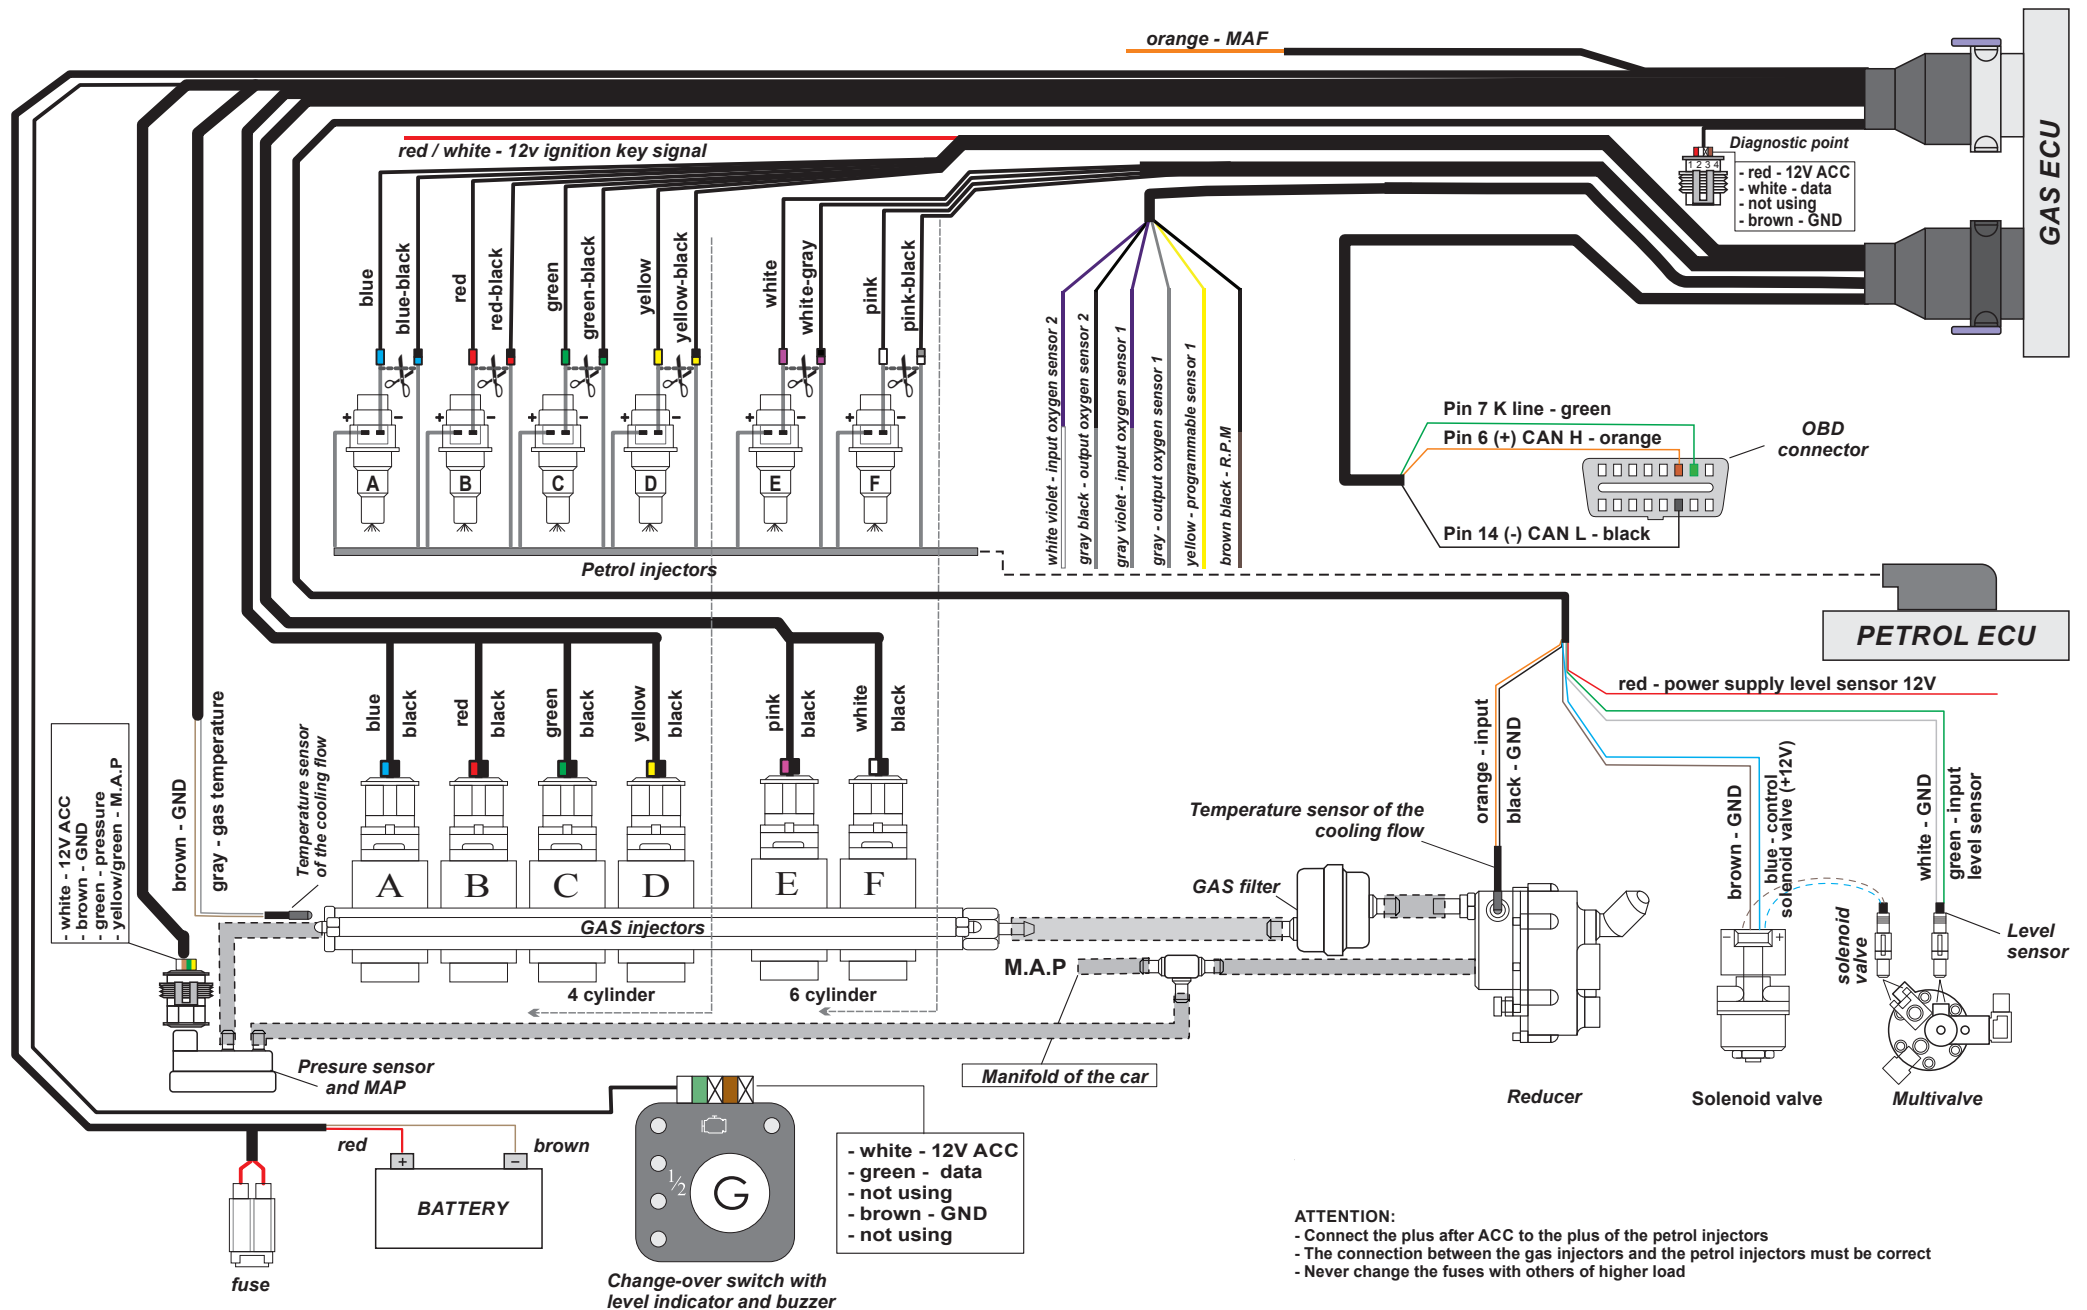 orange - MAF
GAS ECU
red / white - 12v ignition key signal
Diagnostic point
1 2 3 4
- red - 12V ACC
- white - data
- not using
- brown - GND
blue
blue-black
red
red-black
green
green-black
yellow
yellow-black
white
white-gray
pink
pink-black
+ -
+ -
+ -
+ -
+ -
+ -
A
B
C
D
E
F
Petrol injectors
white violet - input oxygen sensor 2
gray black - output oxygen sensor 2
gray violet - input oxygen sensor 1
gray - output oxygen sensor 1
yellow - programmable sensor 1
brown black - R.P.M
Pin 7 K line - green
Pin 6 (+) CAN H - orange
Pin 14 (-) CAN L - black
OBD
connector
PETROL ECU
red - power supply level sensor 12V
blue
black
red
black
green
black
yellow
black
pink
black
white
black
- white - 12V ACC
- brown - GND
- green - pressure
- yellow/green - M.A.P
brown - GND
gray - gas temperature
Temperature sensor
of the cooling flow
A
B
C
D
E
F
GAS injectors
4 cylinder
6 cylinder
orange - input
black - GND
Temperature sensor of the
cooling flow
GAS filter
M.A.P
Manifold of the car
Reducer
brown - GND
blue - control
solenoid valve (+12V)
- +
Solenoid valve
solenoid
valve
white - GND
green - input
level sensor
Level
sensor
Multivalve
Presure sensor
and MAP
red
brown
+
-
BATTERY
fuse
1/2
G
- white - 12V ACC
- green - data
- not using
- brown - GND
- not using
Change-over switch with
level indicator and buzzer
ATTENTION:
- Connect the plus after ACC to the plus of the petrol injectors
- The connection between the gas injectors and the petrol injectors must be correct
- Never change the fuses with others of higher load